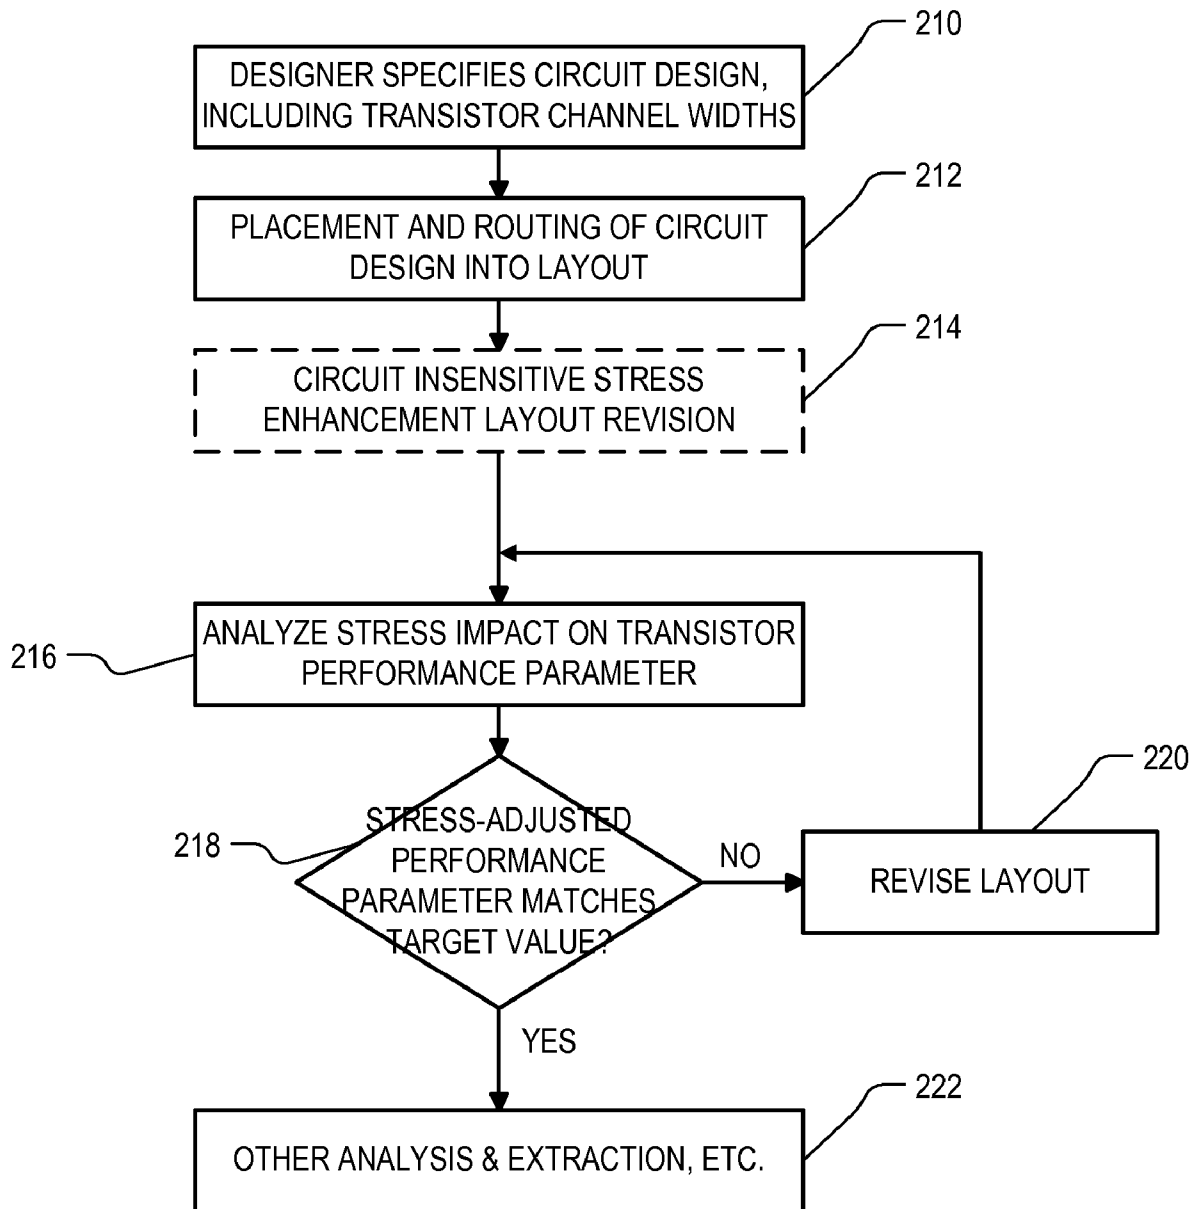 210
DESIGNER SPECIFIES CIRCUIT DESIGN,
INCLUDING TRANSISTOR CHANNEL WIDTHS
212
PLACEMENT AND ROUTING OF CIRCUIT
DESIGN INTO LAYOUT
214
CIRCUIT INSENSITIVE STRESS
ENHANCEMENT LAYOUT REVISION
216
ANALYZE STRESS IMPACT ON TRANSISTOR
PERFORMANCE PARAMETER
218
STRESS-ADJUSTED
PERFORMANCE
PARAMETER MATCHES
TARGET VALUE?
NO
220
REVISE LAYOUT
YES
222
OTHER ANALYSIS & EXTRACTION, ETC.